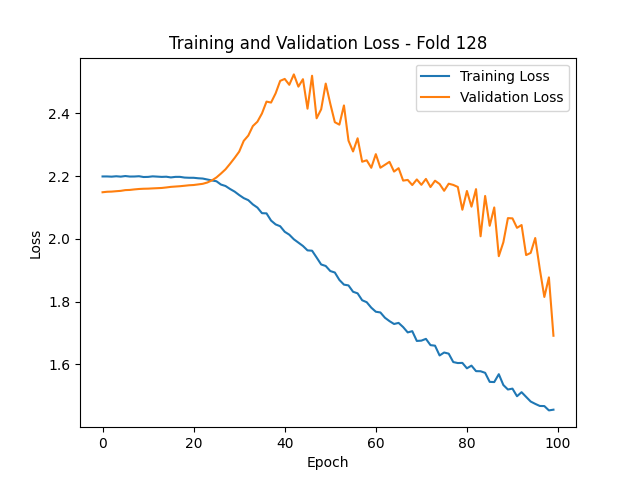 Training and Validation Loss - Fold 128
Training Loss
Validation Loss
Loss
2.4
2.2
2.0
1.8
1.6
0 20 40 60 80 100
Epoch